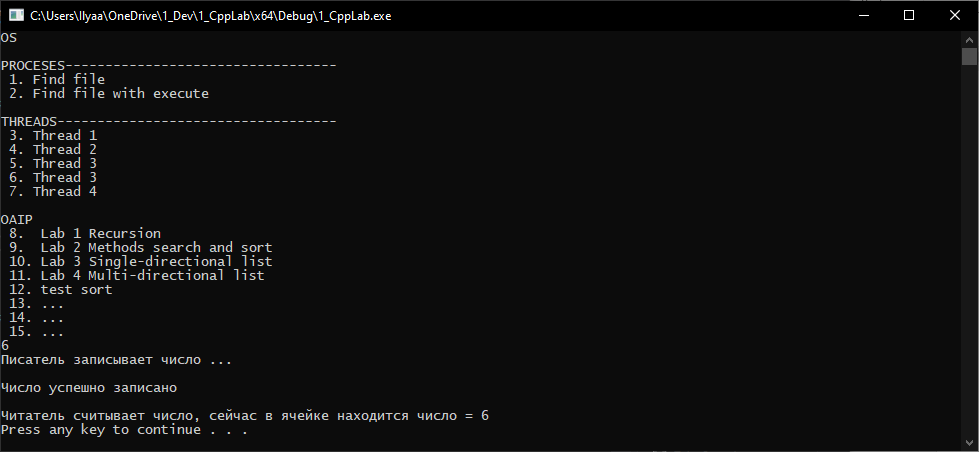 C:\Users\Ilyaa\OneDrive\1_Dev\1_CppLab\x64\Debug\1_CppLab.exe
OS
PROCESES----------------------------------
1. Find file
2. Find file with execute
THREADS-----------------------------------
3. Thread 1
4. Thread 2
5. Thread 3
6. Thread 3
7. Thread 4
OAIP
8.  Lab 1 Recursion
9.  Lab 2 Methods search and sort
10. Lab 3 Single-directional list
11. Lab 4 Multi-directional list
12. test sort
13. ...
14. ...
15. ...
6
Писатель записывает число ...
Число успешно записано
Читатель считывает число, сейчас в ячейке находится число = 6
Press any key to continue . . .